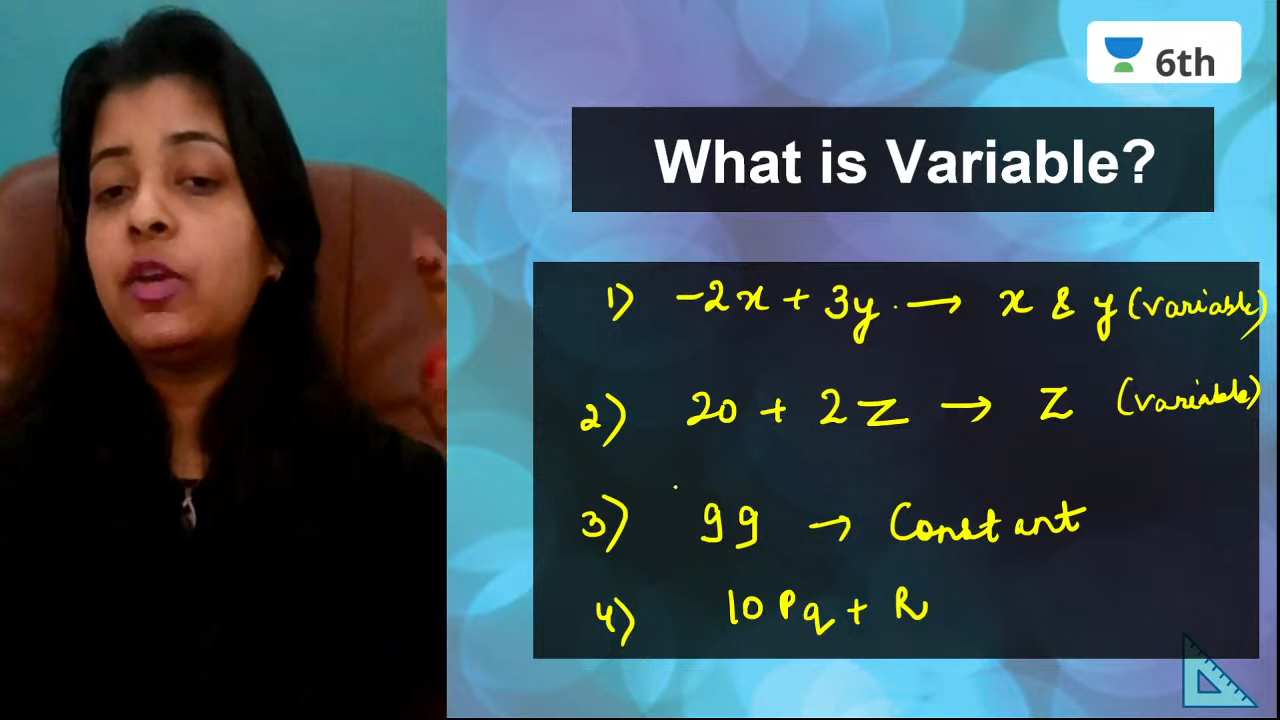 6th
What is Variable?
1) -2x + 3y. → x & y (variable)
2) 20 + 2z → z (variable)
3) 99 → Constant
4) 10Pq + R